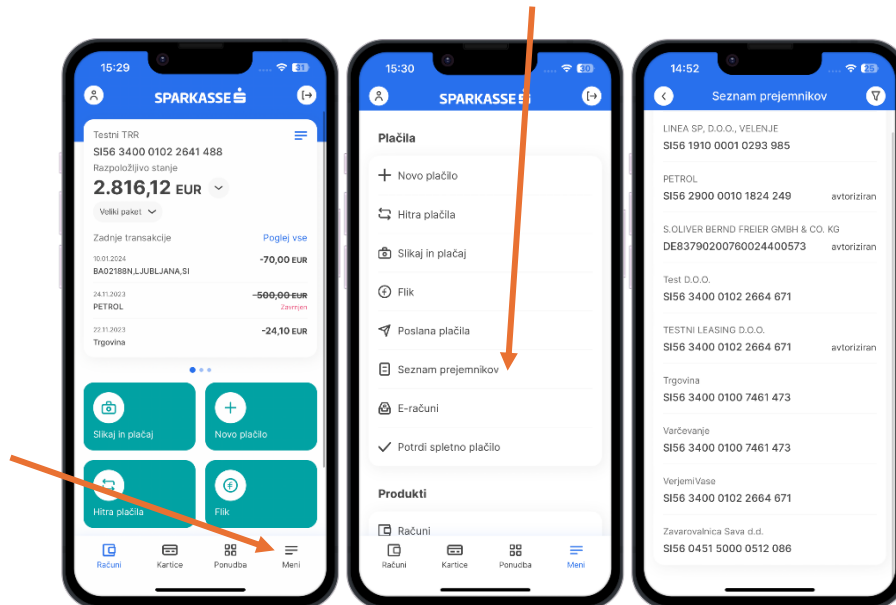 15:29
31
SPARKASSE
Testni TRR
SI56 3400 0102 2641
488
Razpoložljivo stanje
2.816,12 EUR
Veliki paket
Zadnje transakcije Poglej vse
10.01.2024 -70,00 EUR
BA02188N,LJUBLJANA,SI
24.11.2023 -500,00 EUR
PETROL Zavrnjen
22.11.2023 -24,10 EUR
Trgovina
Slikaj in plačaj
Novo plačilo
Hitra plačila
Flik
Računi Kartice Ponudba Meni
15:30
30
SPARKASSE
Plačila
Novo plačilo
Hitra plačila
Slikaj in plačaj
Flik
Poslana plačila
Seznam prejemnikov
E-računi
Potrdi spletno plačilo
Produkti
Računi
Računi Kartice Ponudba Meni
14:52
25
Seznam prejemnikov
LINEA SP, D.O.O., VELENJE
SI56 1910 0001 0293 985
PETROL
SI56 2900 0010 1824 249 avtoriziran
S.OLIVER BERND FREIER GMBH & CO. KG
DE83790200760024400573 avtoriziran
Test D.O.O.
SI56 3400 0102 2664 671
TESTNI LEASING D.O.O.
SI56 3400 0102 2664 671 avtoriziran
Trgovina
SI56 3400 0100 7461 473
Varčevanje
SI56 3400 0100 7461 473
VerjemiVase
SI56 3400 0102 2664 671
Zavarovalnica Sava d.d.
SI56 0451 5000 0512 086